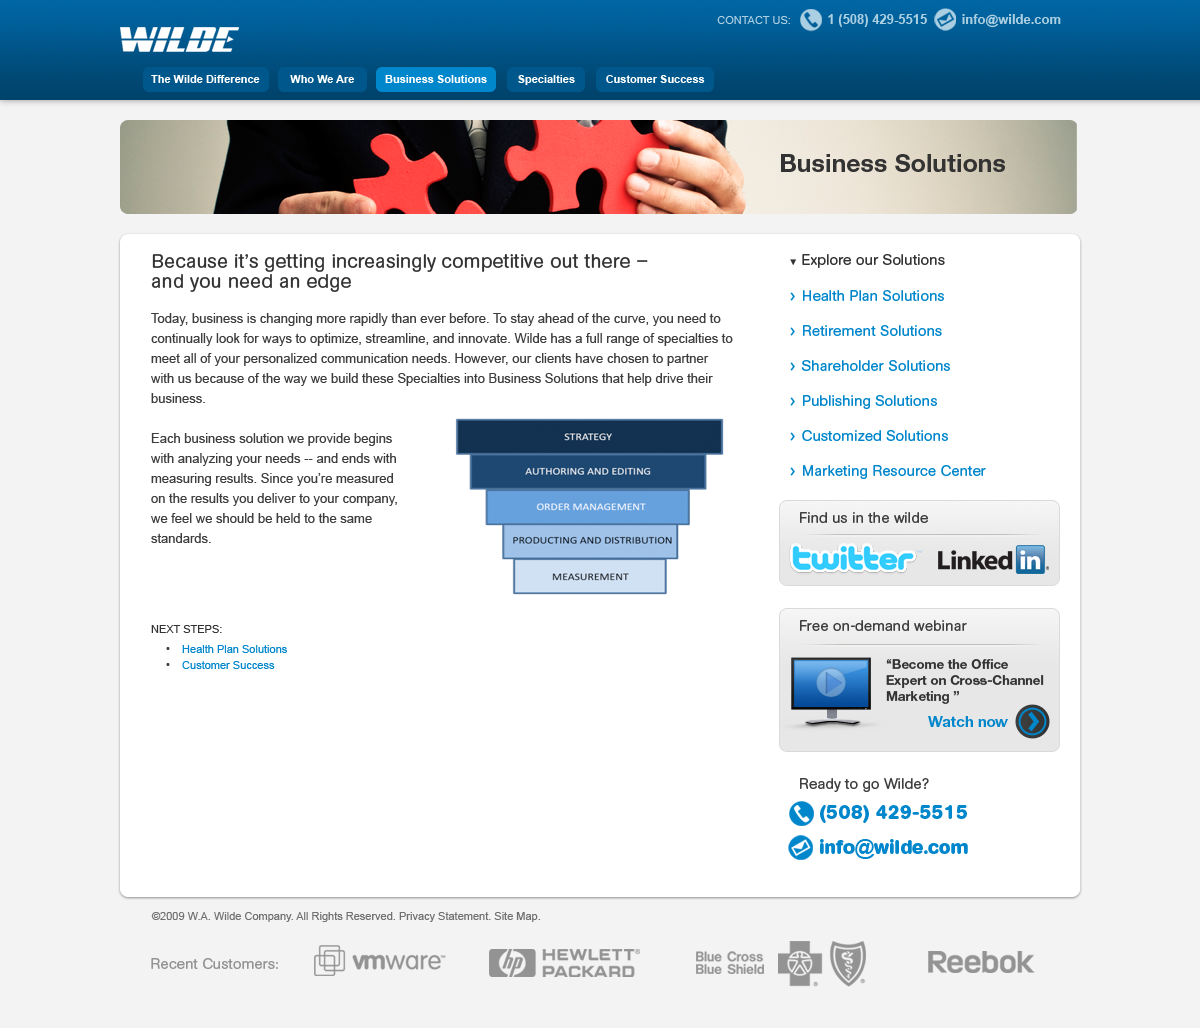 CONTACT US: 1 (508) 429-5515 info@wilde.com
WILDE
The Wilde Difference Who We Are Business Solutions Specialties Customer Success
Business Solutions
Because it's getting increasingly competitive out there –
and you need an edge
Today, business is changing more rapidly than ever before. To stay ahead of the curve, you need to
continually look for ways to optimize, streamline, and innovate. Wilde has a full range of specialties to
meet all of your personalized communication needs. However, our clients have chosen to partner
with us because of the way we build these Specialties into Business Solutions that help drive their
business.
Each business solution we provide begins
with analyzing your needs -- and ends with
measuring results. Since you're measured
on the results you deliver to your company,
we feel we should be held to the same
standards.
STRATEGY
AUTHORING AND EDITING
ORDER MANAGEMENT
PRODUCTING AND DISTRIBUTION
MEASUREMENT
NEXT STEPS:
• Health Plan Solutions
• Customer Success
▾ Explore our Solutions
› Health Plan Solutions
› Retirement Solutions
› Shareholder Solutions
› Publishing Solutions
› Customized Solutions
› Marketing Resource Center
Find us in the wilde
twitter™ Linkedin®
Free on-demand webinar
“Become the Office
Expert on Cross-Channel
Marketing ”
Watch now
Ready to go Wilde?
(508) 429-5515
info@wilde.com
©2009 W.A. Wilde Company. All Rights Reserved. Privacy Statement. Site Map.
Recent Customers:
vmware™
hp HEWLETT®
PACKARD
Blue Cross
Blue Shield ® ®
Reebok